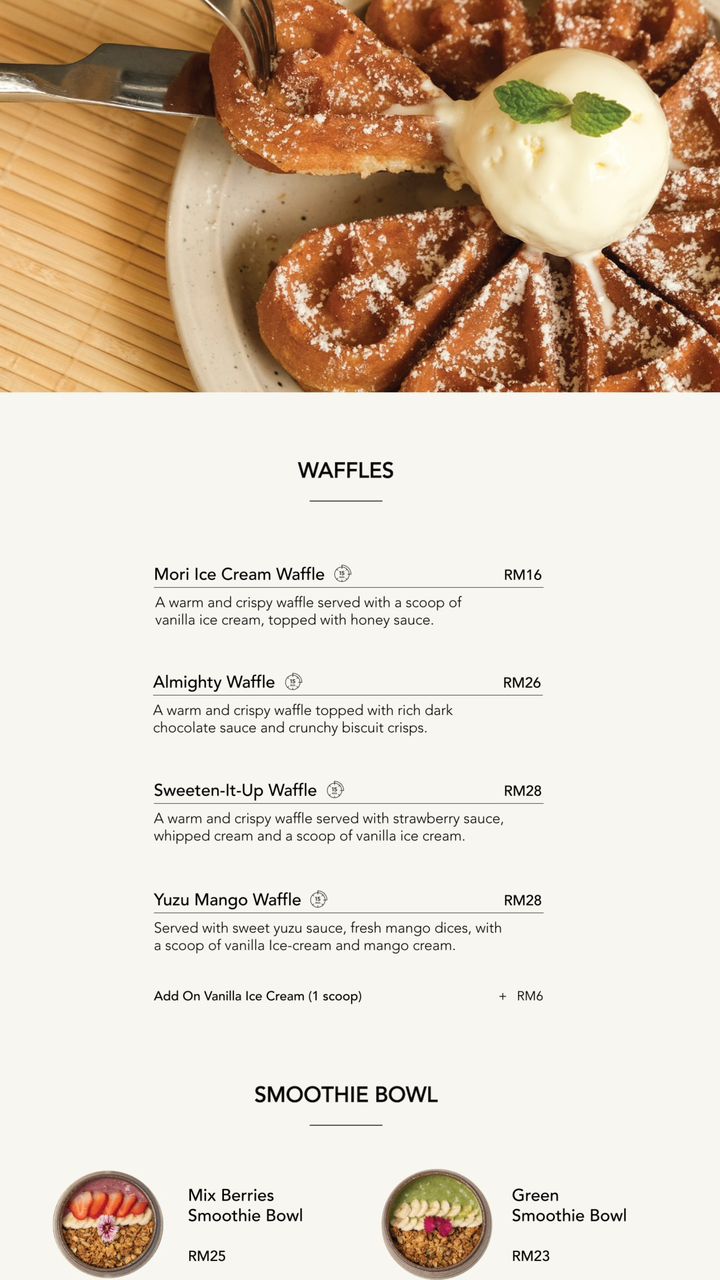 WAFFLES
Mori Ice Cream Waffle 15 RM16
A warm and crispy waffle served with a scoop of
vanilla ice cream, topped with honey sauce.
Almighty Waffle 15 RM26
A warm and crispy waffle topped with rich dark
chocolate sauce and crunchy biscuit crisps.
Sweeten-It-Up Waffle 15 RM28
A warm and crispy waffle served with strawberry sauce,
whipped cream and a scoop of vanilla ice cream.
Yuzu Mango Waffle 15 RM28
Served with sweet yuzu sauce, fresh mango dices, with
a scoop of vanilla Ice-cream and mango cream.
Add On Vanilla Ice Cream (1 scoop) + RM6
SMOOTHIE BOWL
Mix Berries
Smoothie Bowl
RM25
Green
Smoothie Bowl
RM23